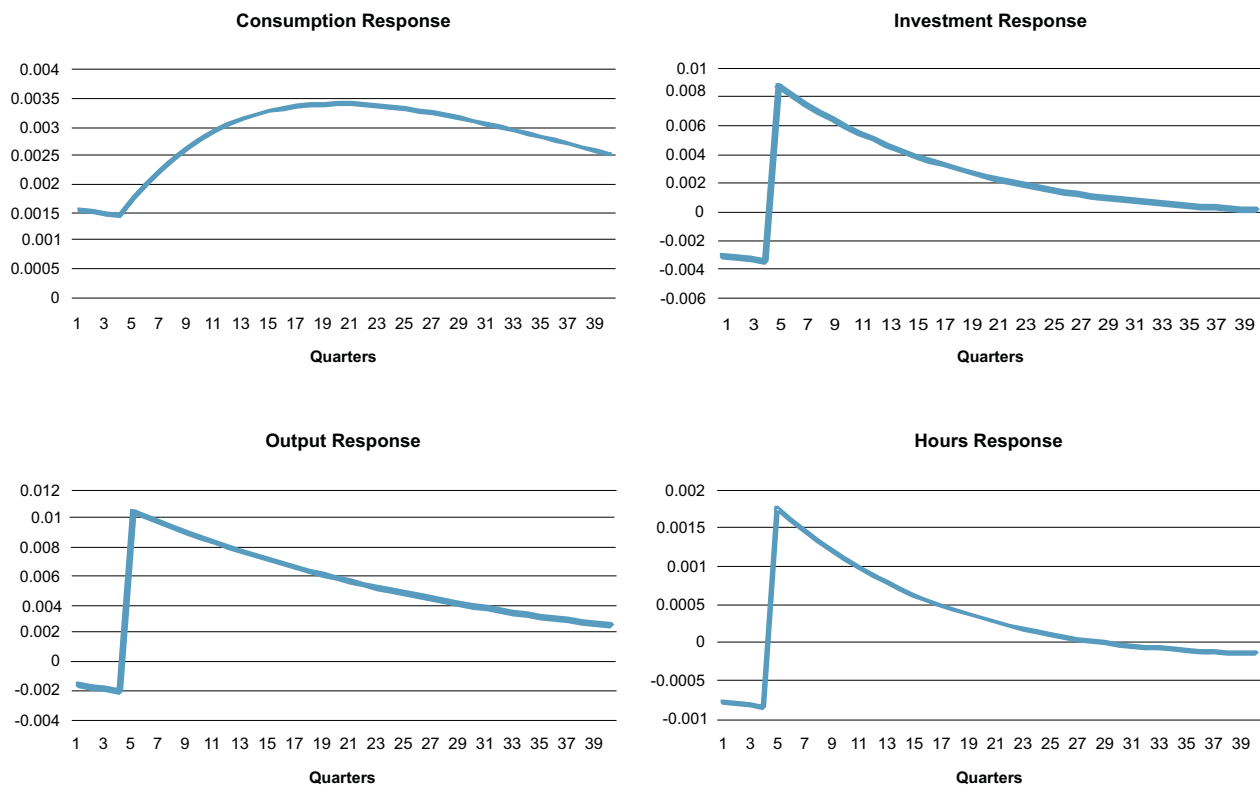 Consumption Response
0.004
0.0035
0.003
0.0025
0.002
0.0015
0.001
0.0005
0
1 3 5 7 9 11 13 15 17 19 21 23 25 27 29 31 33 35 37 39
Quarters
Investment Response
0.01
0.008
0.006
0.004
0.002
0
-0.002
-0.004
-0.006
1 3 5 7 9 11 13 15 17 19 21 23 25 27 29 31 33 35 37 39
Quarters
Output Response
0.012
0.01
0.008
0.006
0.004
0.002
0
-0.002
-0.004
1 3 5 7 9 11 13 15 17 19 21 23 25 27 29 31 33 35 37 39
Quarters
Hours Response
0.002
0.0015
0.001
0.0005
0
-0.0005
-0.001
1 3 5 7 9 11 13 15 17 19 21 23 25 27 29 31 33 35 37 39
Quarters